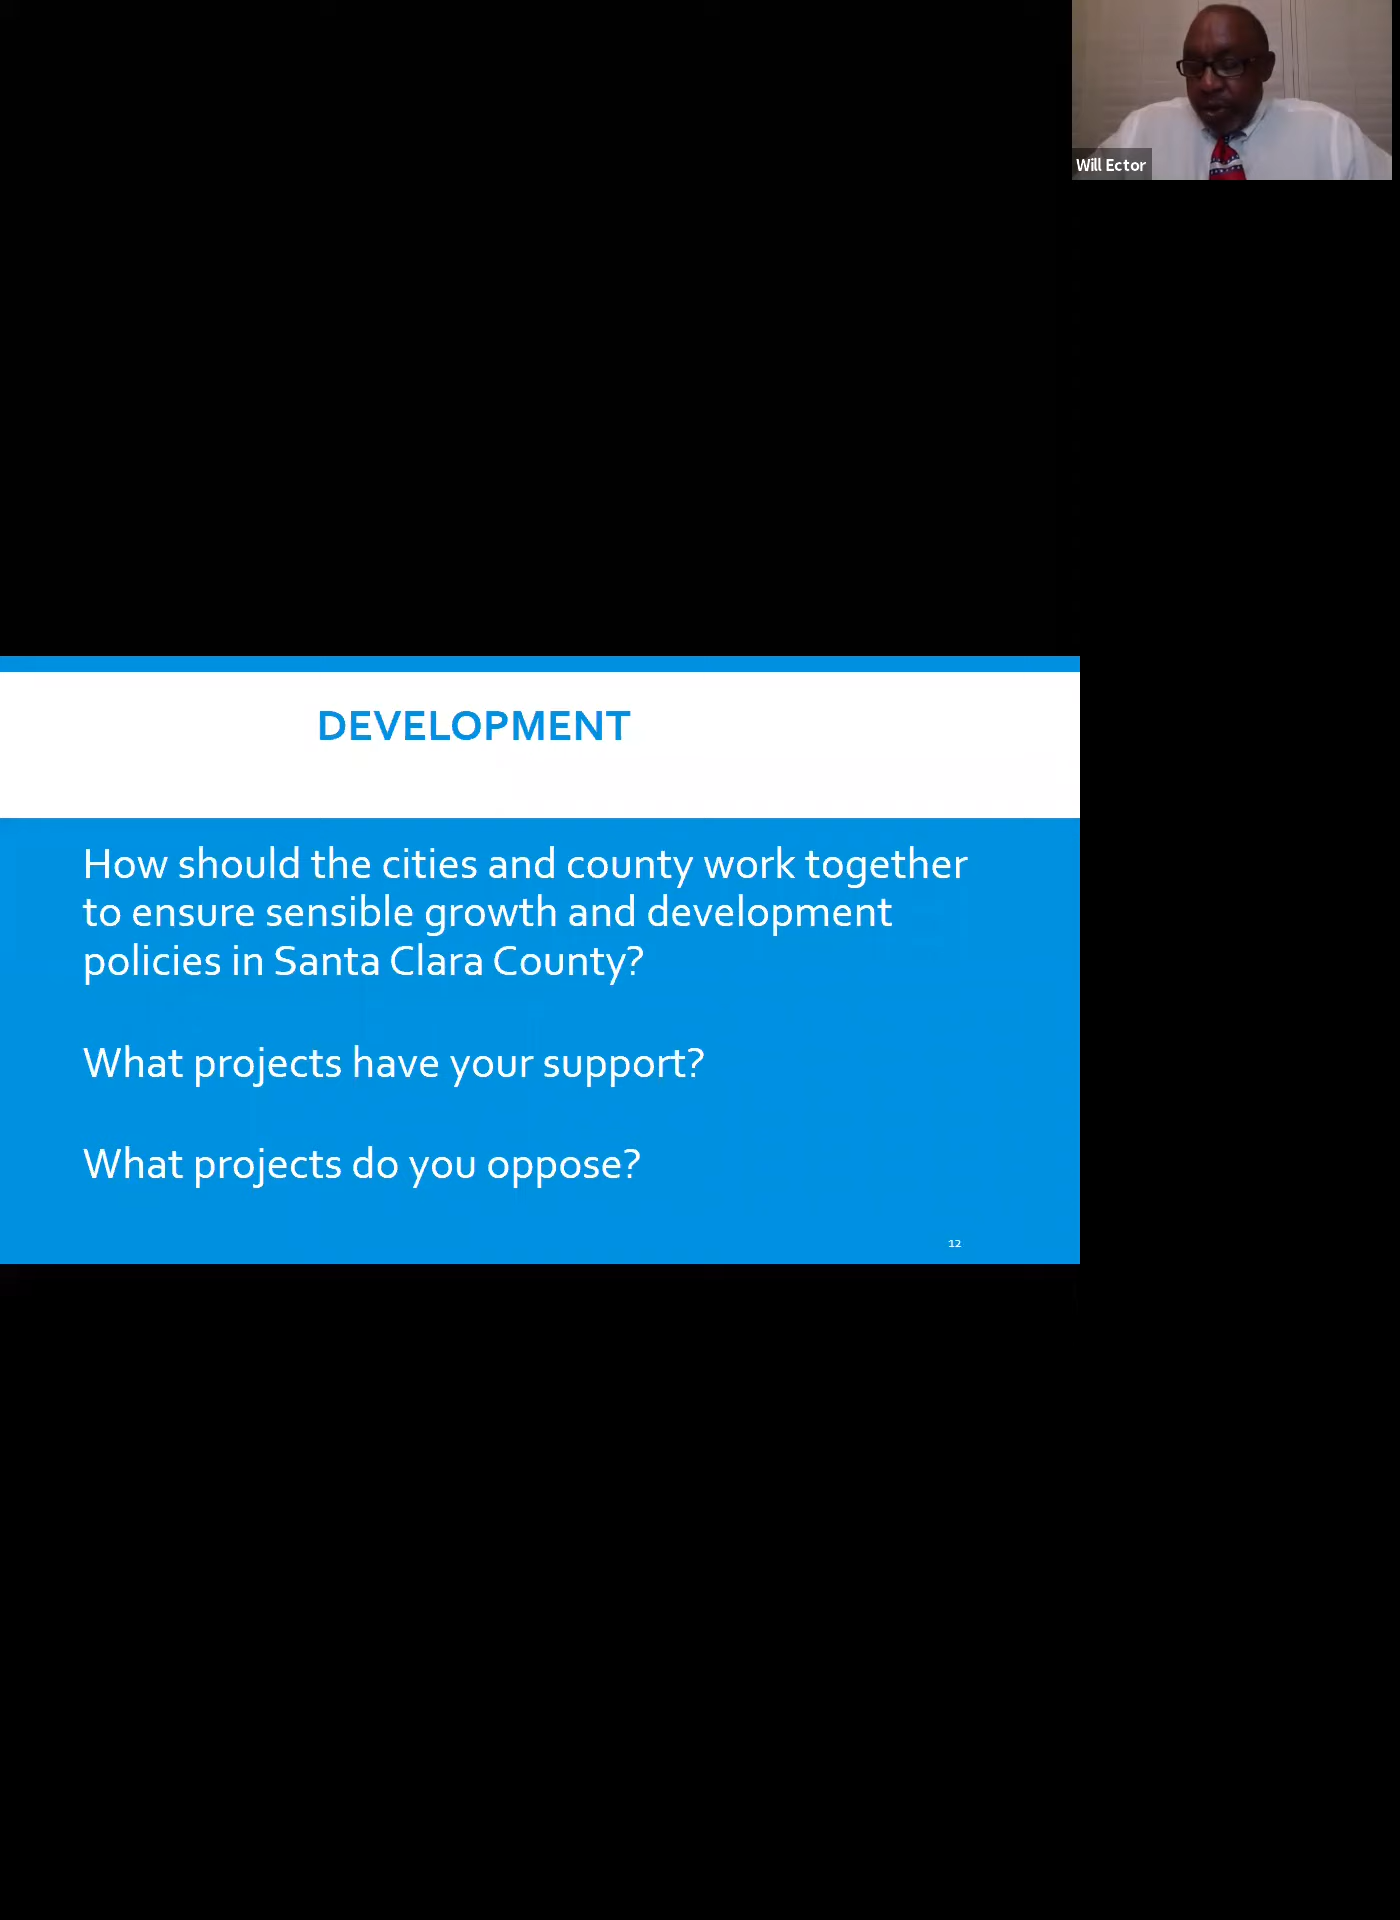 Will Ector
DEVELOPMENT
How should the cities and county work together
to ensure sensible growth and development
policies in Santa Clara County?
What projects have your support?
What projects do you oppose?
12